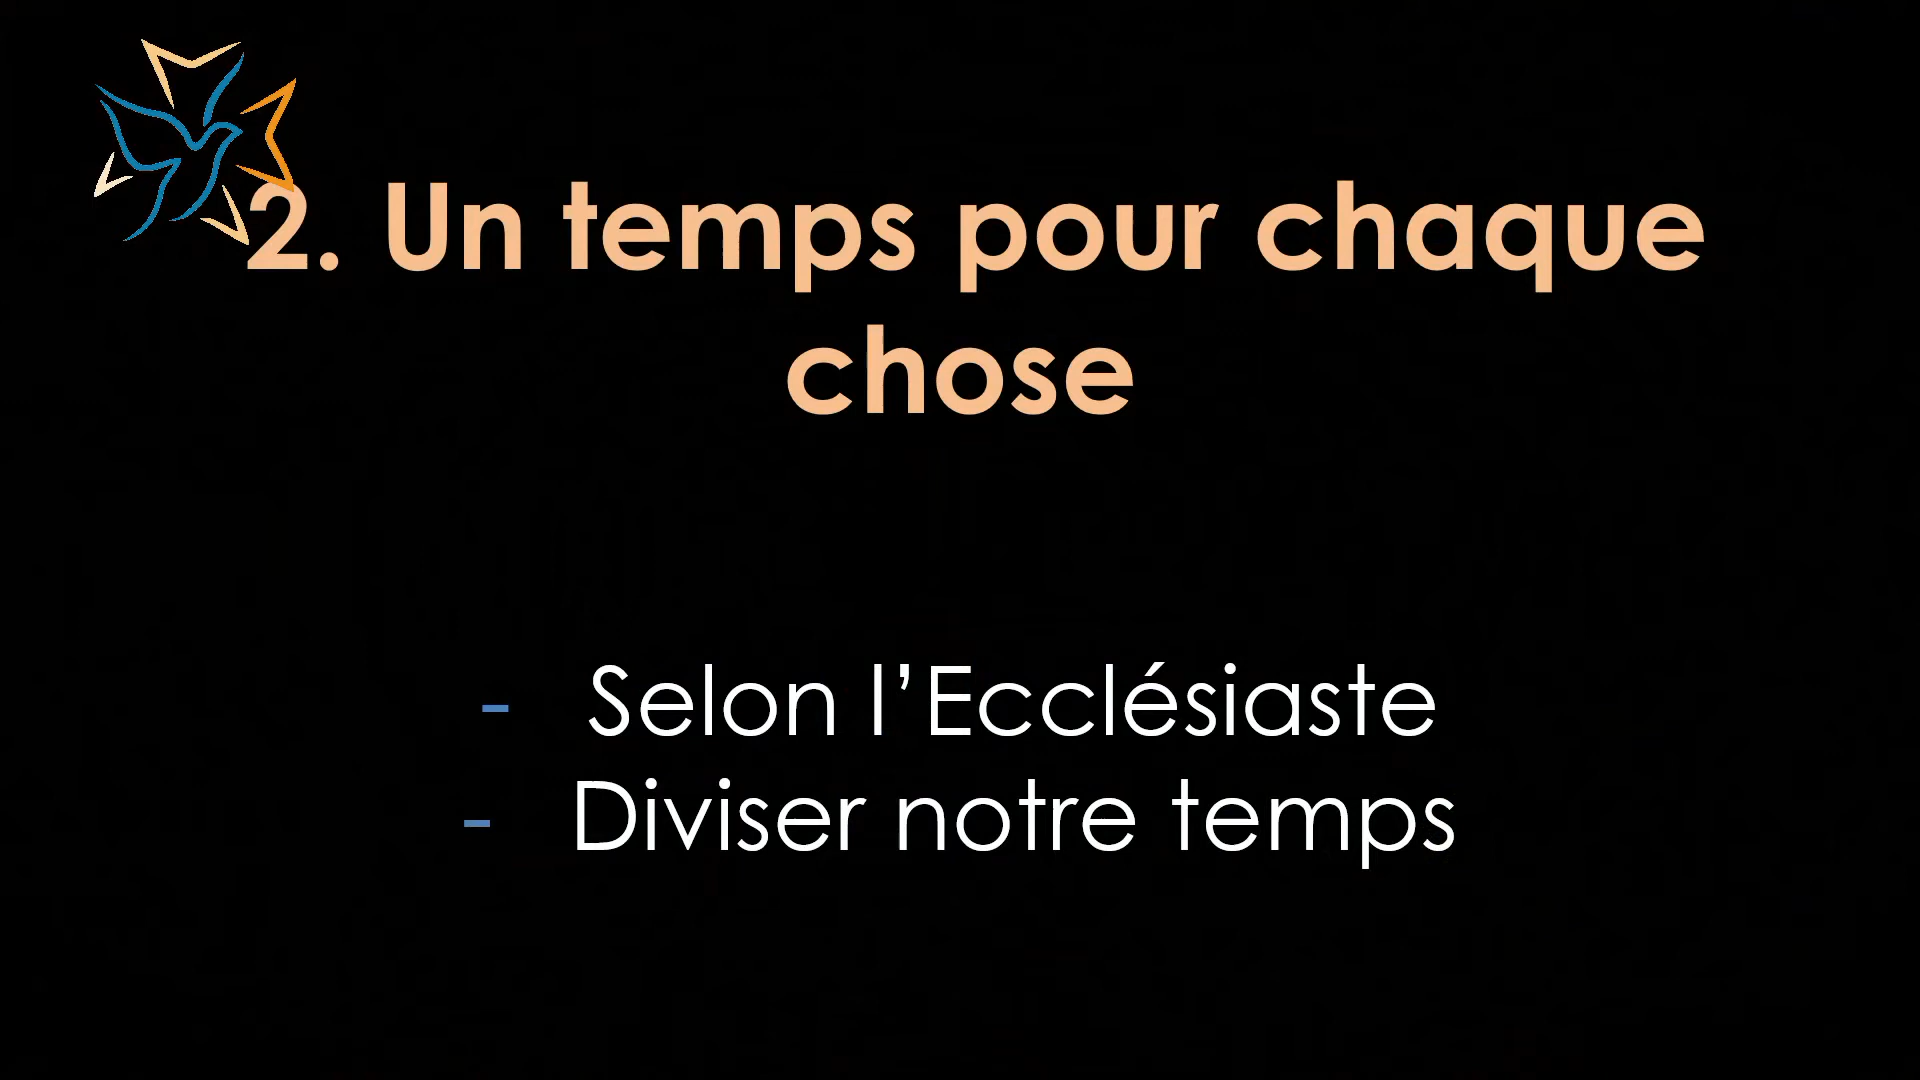 2. Un temps pour chaque
chose
- Selon l’Ecclésiaste
- Diviser notre temps